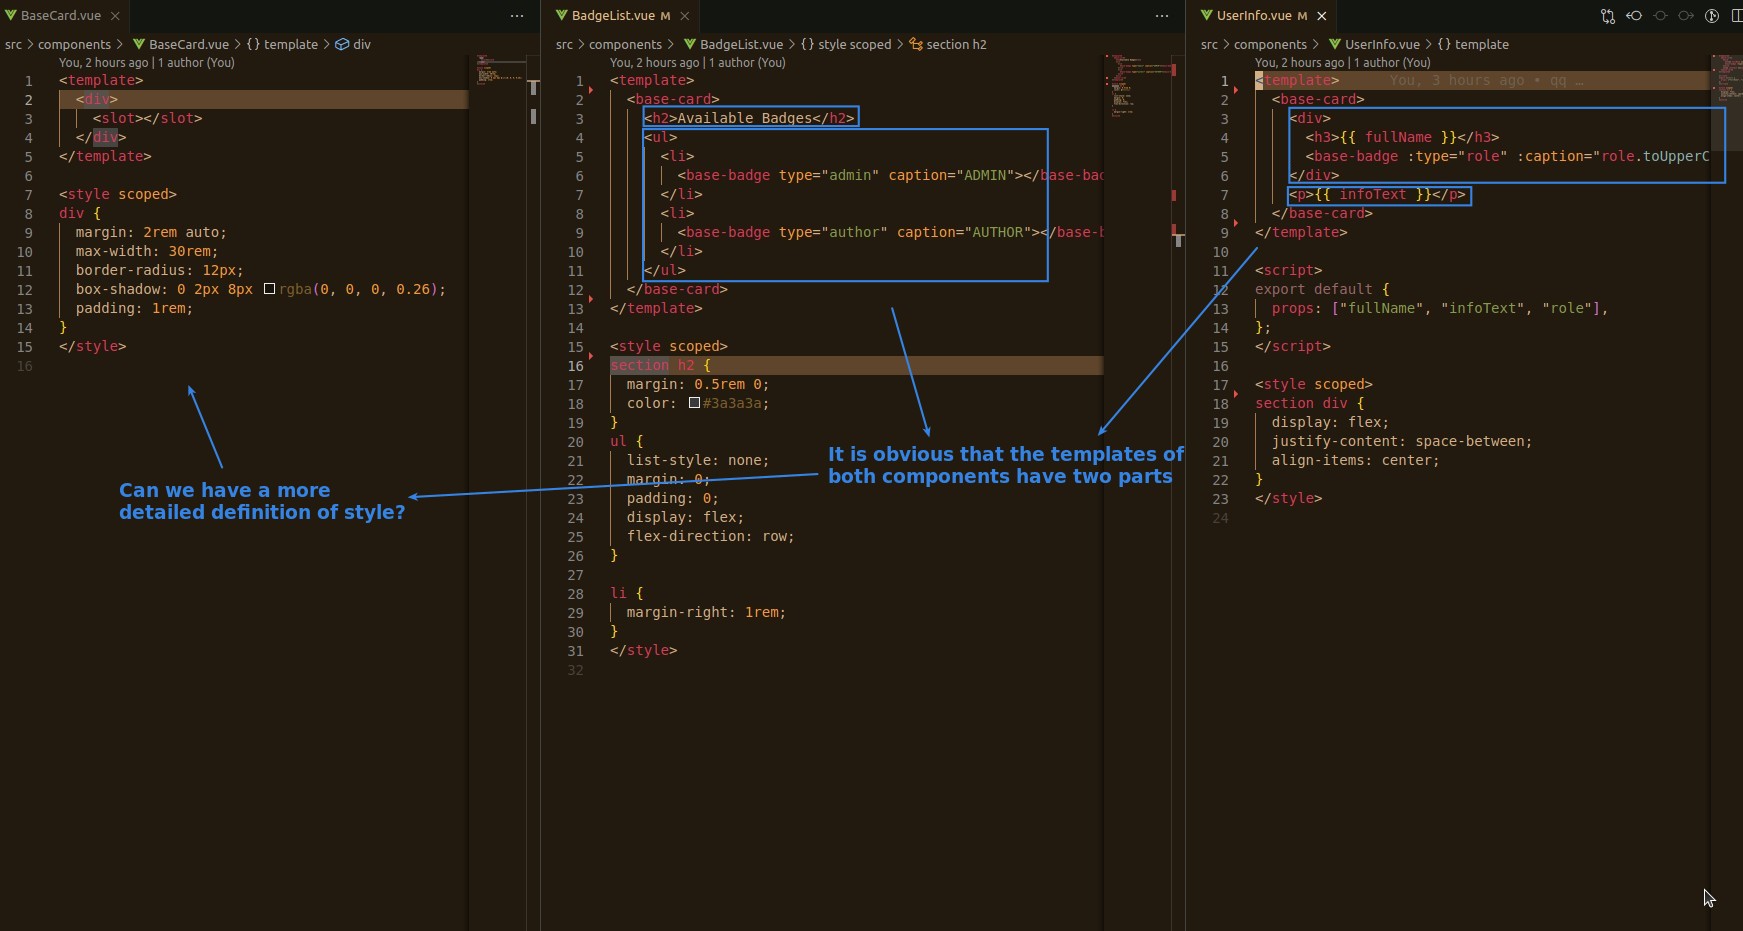 BaseCard.vue
src > components > BaseCard.vue > {} template > div
You, 2 hours ago | 1 author (You)
1 <template>
2 <div>
3 <slot></slot>
4 </div>
5 </template>
6
7 <style scoped>
8 div {
9 margin: 2rem auto;
10 max-width: 30rem;
11 border-radius: 12px;
12 box-shadow: 0 2px 8px rgba(0, 0, 0, 0.26);
13 padding: 1rem;
14 }
15 </style>
16
Can we have a more
detailed definition of style?
BadgeList.vue M
src > components > BadgeList.vue > {} style scoped > section h2
You, 2 hours ago | 1 author (You)
1 <template>
2 <base-card>
3 <h2>Available Badges</h2>
4 <ul>
5 <li>
6 <base-badge type="admin" caption="ADMIN"></base-bad
7 </li>
8 <li>
9 <base-badge type="author" caption="AUTHOR"></base-b
10 </li>
11 </ul>
12 </base-card>
13 </template>
14
15 <style scoped>
16 section h2 {
17 margin: 0.5rem 0;
18 color: #3a3a3a;
19 }
20 ul {
21 list-style: none;
22 margin: 0;
23 padding: 0;
24 display: flex;
25 flex-direction: row;
26 }
27
28 li {
29 margin-right: 1rem;
30 }
31 </style>
32
It is obvious that the templates of
both components have two parts
UserInfo.vue M
src > components > UserInfo.vue > {} template
You, 2 hours ago | 1 author (You)
1 <template> You, 3 hours ago • qq …
2 <base-card>
3 <div>
4 <h3>{{ fullName }}</h3>
5 <base-badge :type="role" :caption="role.toUpperC
6 </div>
7 <p>{{ infoText }}</p>
8 </base-card>
9 </template>
10
11 <script>
12 export default {
13 props: ["fullName", "infoText", "role"],
14 };
15 </script>
16
17 <style scoped>
18 section div {
19 display: flex;
20 justify-content: space-between;
21 align-items: center;
22 }
23 </style>
24